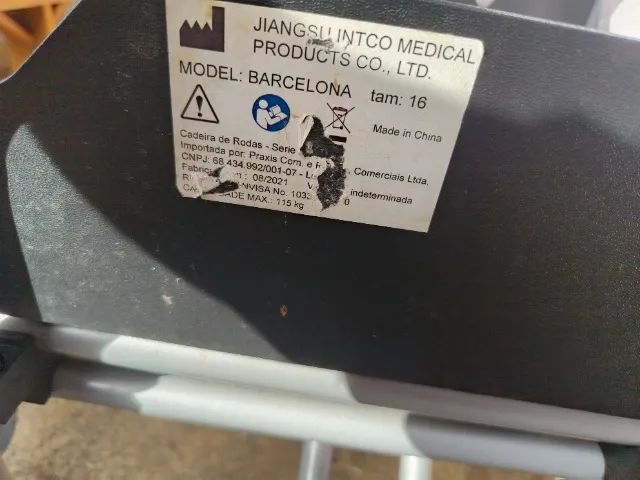 JIANGSU INTCO MEDICAL
PRODUCTS CO., LTD.
MODEL: BARCELONA tam: 16
Made in China
Cadeira de Rodas - Serie
Importada por: Praxis Com. e Comerciais Ltda.
CNPJ: 68.434.992/001-07
08/2021 indeterminada
No.
MAX.: 115 kg